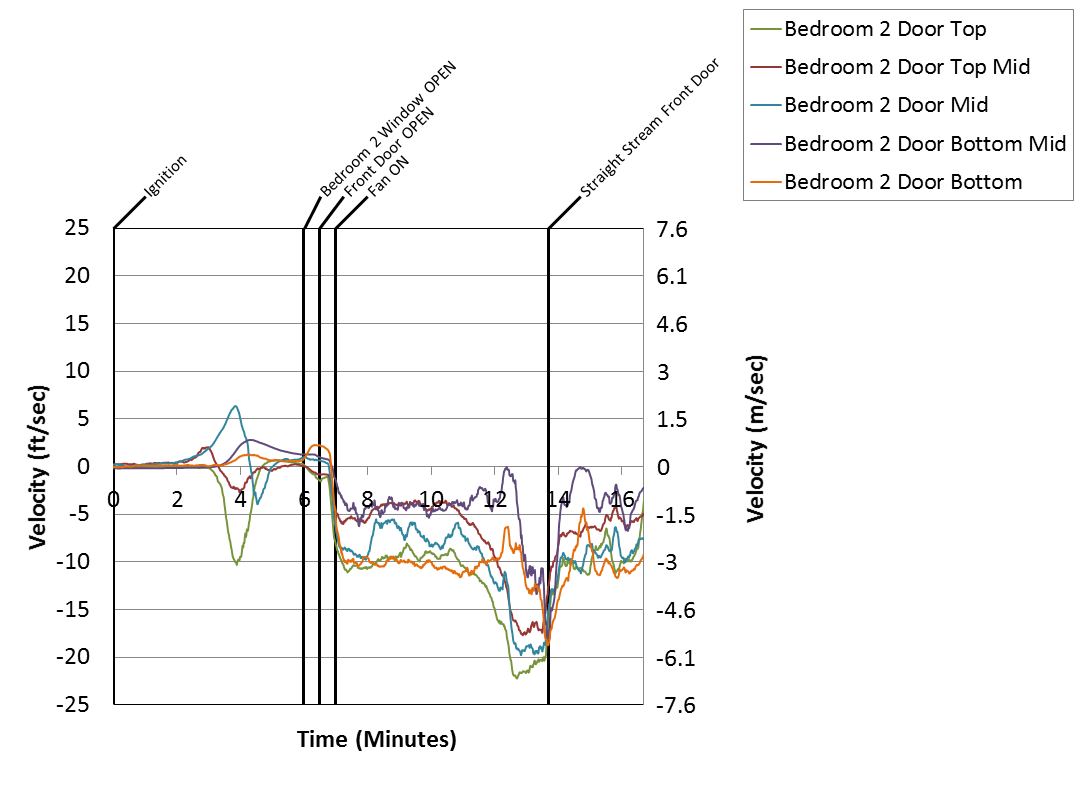 Bedroom 2 Door Top
Bedroom 2 Door Top Mid
Bedroom 2 Door Mid
Bedroom 2 Door Bottom Mid
Bedroom 2 Door Bottom
Ignition
Bedroom 2 Window OPEN
Front Door OPEN
Fan ON
Straight Stream Front Door
25
20
15
10
5
0
-5
-10
-15
-20
-25
Velocity (ft/sec)
0 2 4 6 8 10 12 14 16
Time (Minutes)
7.6
6.1
4.6
3
1.5
0
-1.5
-3
-4.6
-6.1
-7.6
Velocity (m/sec)